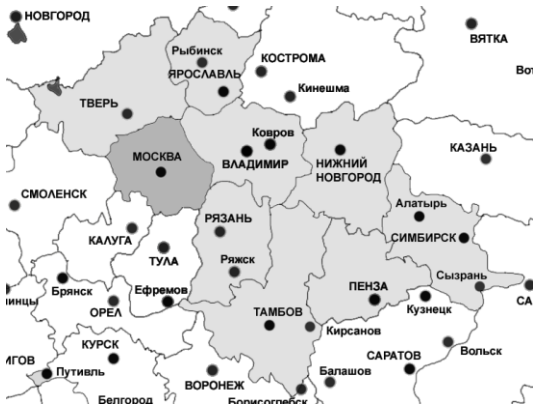 НОВГОРОД
ВЯТКА
Рыбинск
КОСТРОМА
ЯРОСЛАВЛЬ
Кинешма
ТВЕРЬ
Ковров
МОСКВА
ВЛАДИМИР
НИЖНИЙ
НОВГОРОД
КАЗАНЬ
СМОЛЕНСК
Алатырь
РЯЗАНЬ
КАЛУГА
СИМБИРСК
ТУЛА
Ряжск
Сызрань
Брянск
Ефремов
ПЕНЗА
ОРЕЛ
Кузнецк
ТАМБОВ
Кирсанов
КУРСК
Вольск
САРАТОВ
Путивль
Балашов
ВОРОНЕЖ
Белгород
Борисоглебск